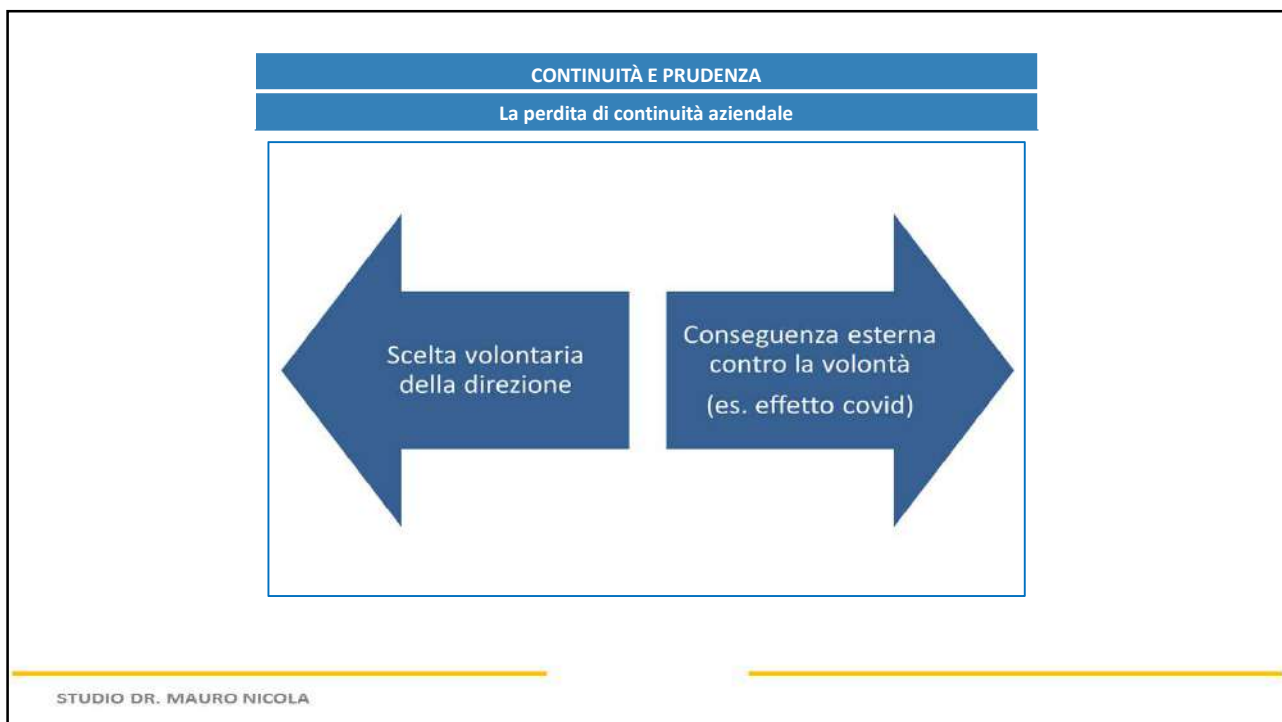 CONTINUITÀ E PRUDENZA
La perdita di continuità aziendale
Scelta volontaria
della direzione
Conseguenza esterna
contro la volontà
(es. effetto covid)
STUDIO DR. MAURO NICOLA